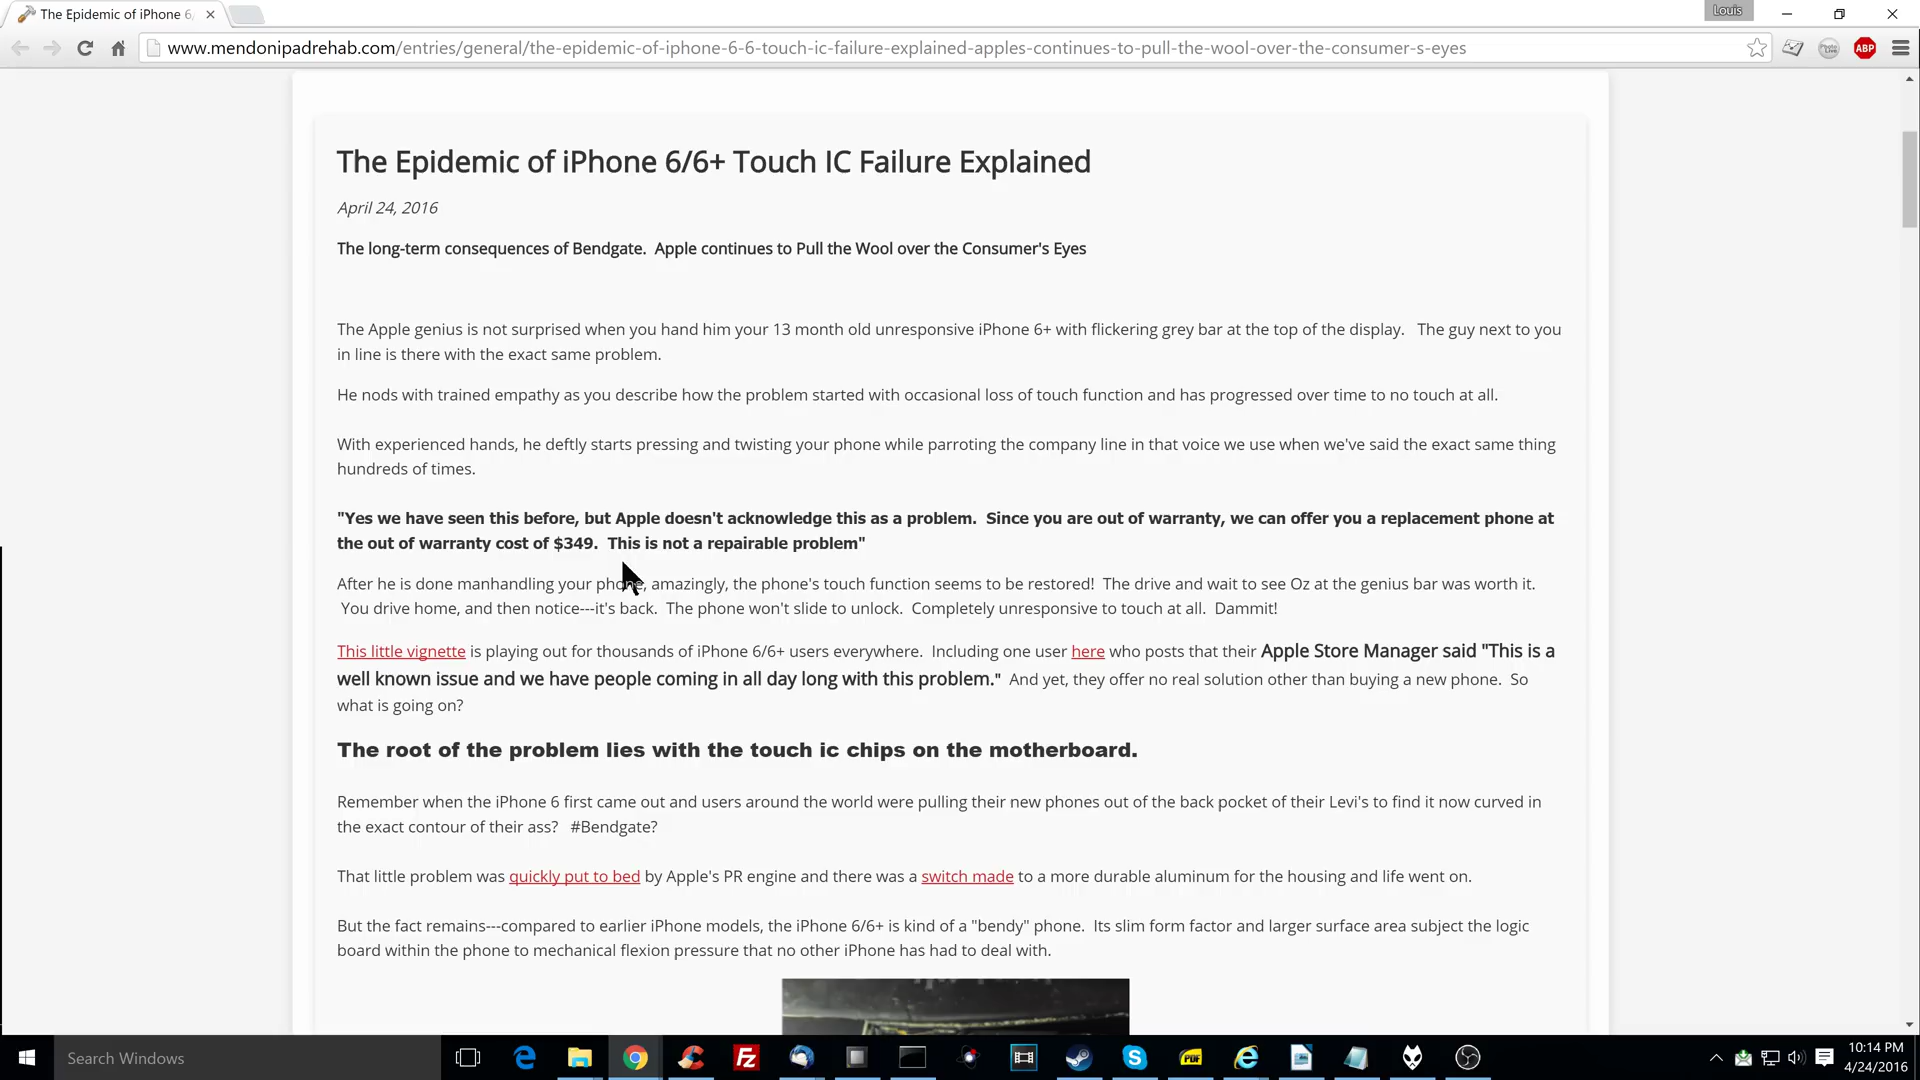 The Epidemic of iPhone 6
Louis
www.mendonipadrehab.com/entries/general/the-epidemic-of-iphone-6-6-touch-ic-failure-explained-apples-continues-to-pull-the-wool-over-the-consumer-s-eyes
ABP
The Epidemic of iPhone 6/6+ Touch IC Failure Explained
April 24, 2016
The long-term consequences of Bendgate.  Apple continues to Pull the Wool over the Consumer's Eyes
The Apple genius is not surprised when you hand him your 13 month old unresponsive iPhone 6+ with flickering grey bar at the top of the display.   The guy next to you
in line is there with the exact same problem.
He nods with trained empathy as you describe how the problem started with occasional loss of touch function and has progressed over time to no touch at all.
With experienced hands, he deftly starts pressing and twisting your phone while parroting the company line in that voice we use when we've said the exact same thing
hundreds of times.
"Yes we have seen this before, but Apple doesn't acknowledge this as a problem.  Since you are out of warranty, we can offer you a replacement phone at
the out of warranty cost of $349.  This is not a repairable problem"
After he is done manhandling your phone, amazingly, the phone's touch function seems to be restored!  The drive and wait to see Oz at the genius bar was worth it.
You drive home, and then notice---it's back.  The phone won't slide to unlock.  Completely unresponsive to touch at all.  Dammit!
This little vignette is playing out for thousands of iPhone 6/6+ users everywhere.  Including one user here who posts that their Apple Store Manager said "This is a
well known issue and we have people coming in all day long with this problem."  And yet, they offer no real solution other than buying a new phone.  So
what is going on?
The root of the problem lies with the touch ic chips on the motherboard.
Remember when the iPhone 6 first came out and users around the world were pulling their new phones out of the back pocket of their Levi's to find it now curved in
the exact contour of their ass?   #Bendgate?
That little problem was quickly put to bed by Apple's PR engine and there was a switch made to a more durable aluminum for the housing and life went on.
But the fact remains---compared to earlier iPhone models, the iPhone 6/6+ is kind of a "bendy" phone.  Its slim form factor and larger surface area subject the logic
board within the phone to mechanical flexion pressure that no other iPhone has had to deal with.
Search Windows
10:14 PM
4/24/2016